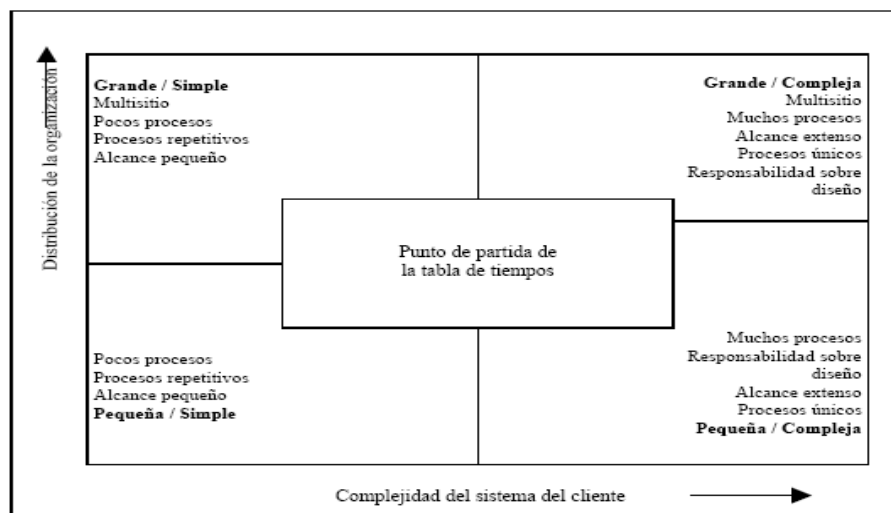 Distribución de la organización
Grande / Simple
Multisitio
Pocos procesos
Procesos repetitivos
Alcance pequeño
Grande / Compleja
Multisitio
Muchos procesos
Alcance extenso
Procesos únicos
Responsabilidad sobre
diseño
Punto de partida de
la tabla de tiempos
Pocos procesos
Procesos repetitivos
Alcance pequeño
Pequeña / Simple
Muchos procesos
Responsabilidad sobre
diseño
Alcance extenso
Procesos únicos
Pequeña / Compleja
Complejidad del sistema del cliente